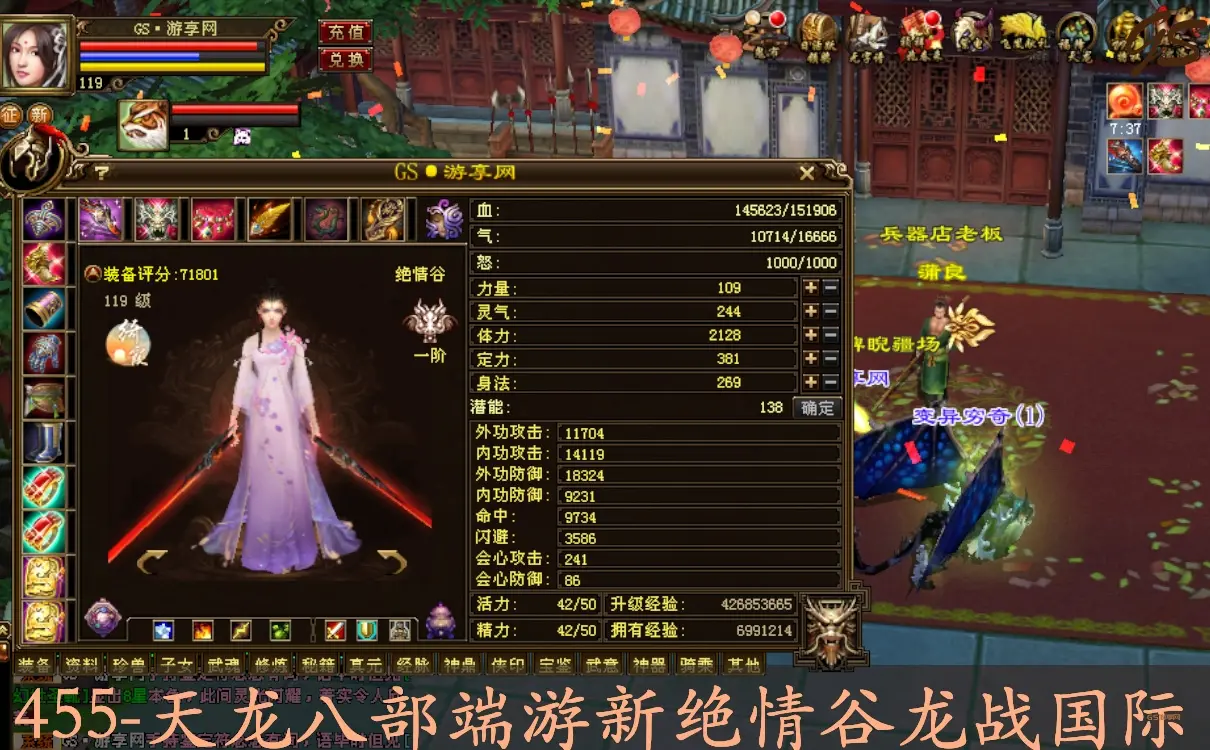 GS·游享网
充值
兑换
119
征 新
1
7:37
? GS●游享网 ×
装备评分:71801
119 级
绝情谷
一阶
血: 145623/151906
气: 10714/16666
怒: 1000/1000
力量: 109
灵气: 244
体力: 2128
定力: 381
身法: 269
潜能: 138 确定
外功攻击: 11704
内功攻击: 14119
外功防御: 18324
内功防御: 9231
命中: 9734
闪避: 3586
会心攻击: 241
会心防御: 86
活力: 42/50 升级经验: 426853665
精力: 42/50 拥有经验: 6991214
兵器店老板
蒲良
睥睨疆场
享网
变异穷奇(1)
装备 资料 珍兽 子女 武魂 修炼 秘籍 真元 经脉 神鼎 侠印 宝鉴 武意 神器 骑乘 其他
455-天龙八部端游新绝情谷龙战国际